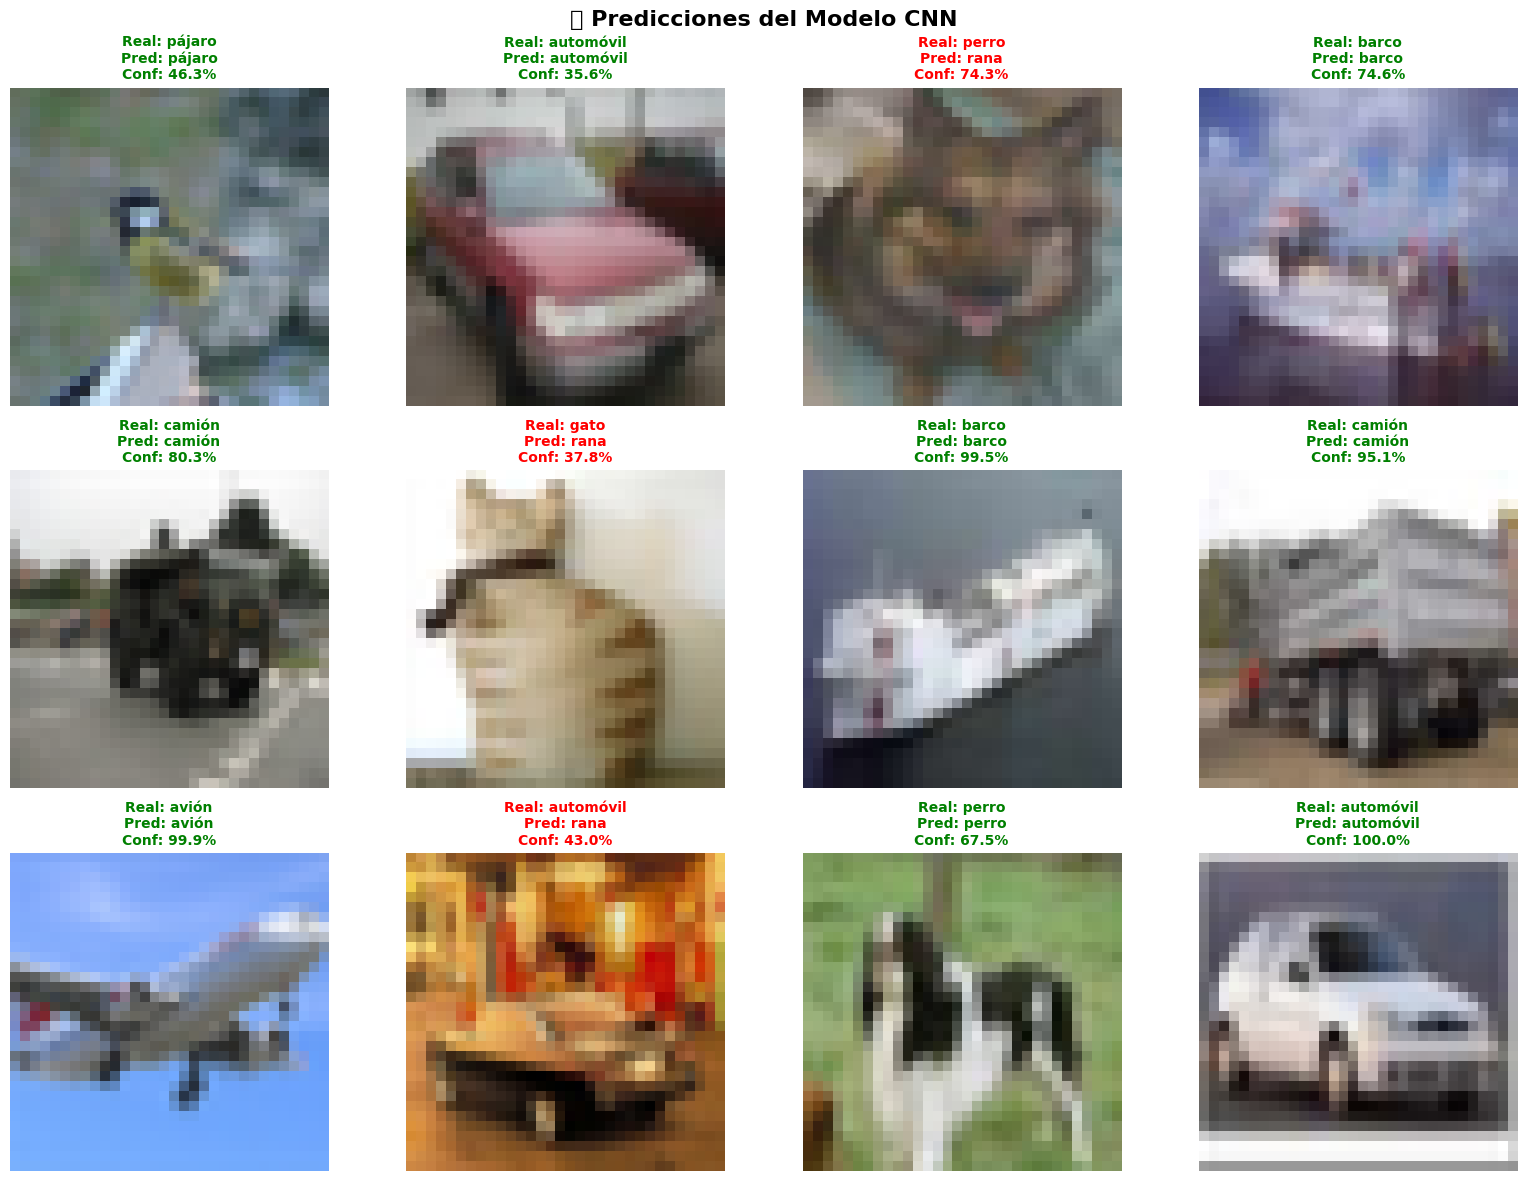 Predicciones del Modelo CNN
Real: pájaro
Pred: pájaro
Conf: 46.3%
Real: automóvil
Pred: automóvil
Conf: 35.6%
Real: perro
Pred: rana
Conf: 74.3%
Real: barco
Pred: barco
Conf: 74.6%
Real: camión
Pred: camión
Conf: 80.3%
Real: gato
Pred: rana
Conf: 37.8%
Real: barco
Pred: barco
Conf: 99.5%
Real: camión
Pred: camión
Conf: 95.1%
Real: avión
Pred: avión
Conf: 99.9%
Real: automóvil
Pred: rana
Conf: 43.0%
Real: perro
Pred: perro
Conf: 67.5%
Real: automóvil
Pred: automóvil
Conf: 100.0%